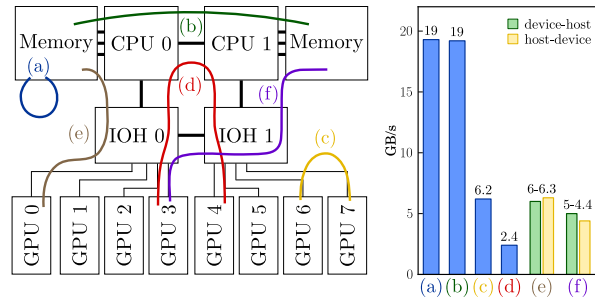 (b)
Memory CPU 0 CPU 1 Memory
(a)
(d)
(f)
(e)
IOH 0 IOH 1
(c)
GPU 0 GPU 1 GPU 2 GPU 3 GPU 4 GPU 5 GPU 6 GPU 7
device-host
host-device
GB/s
20
15
10
5
0
19 19 6.2 2.4 6-6.3 5-4.4
(a) (b) (c) (d) (e) (f)